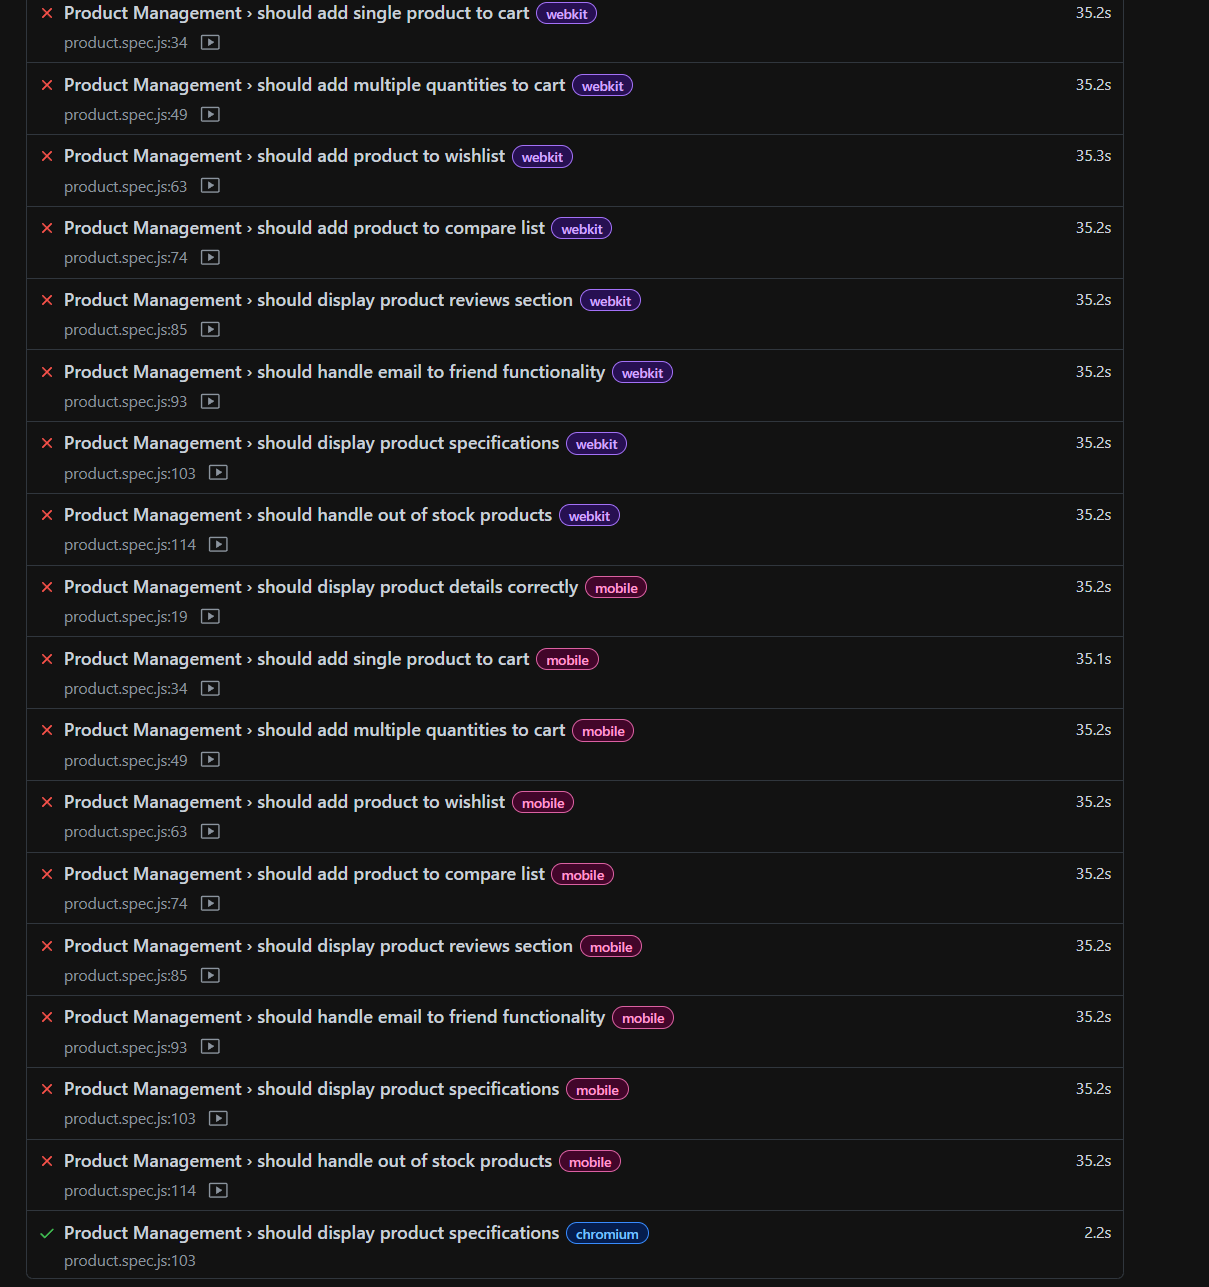 Product Management › should add single product to cart webkit 35.2s
product.spec.js:34
Product Management › should add multiple quantities to cart webkit 35.2s
product.spec.js:49
Product Management › should add product to wishlist webkit 35.3s
product.spec.js:63
Product Management › should add product to compare list webkit 35.2s
product.spec.js:74
Product Management › should display product reviews section webkit 35.2s
product.spec.js:85
Product Management › should handle email to friend functionality webkit 35.2s
product.spec.js:93
Product Management › should display product specifications webkit 35.2s
product.spec.js:103
Product Management › should handle out of stock products webkit 35.2s
product.spec.js:114
Product Management › should display product details correctly mobile 35.2s
product.spec.js:19
Product Management › should add single product to cart mobile 35.1s
product.spec.js:34
Product Management › should add multiple quantities to cart mobile 35.2s
product.spec.js:49
Product Management › should add product to wishlist mobile 35.2s
product.spec.js:63
Product Management › should add product to compare list mobile 35.2s
product.spec.js:74
Product Management › should display product reviews section mobile 35.2s
product.spec.js:85
Product Management › should handle email to friend functionality mobile 35.2s
product.spec.js:93
Product Management › should display product specifications mobile 35.2s
product.spec.js:103
Product Management › should handle out of stock products mobile 35.2s
product.spec.js:114
Product Management › should display product specifications chromium 2.2s
product.spec.js:103